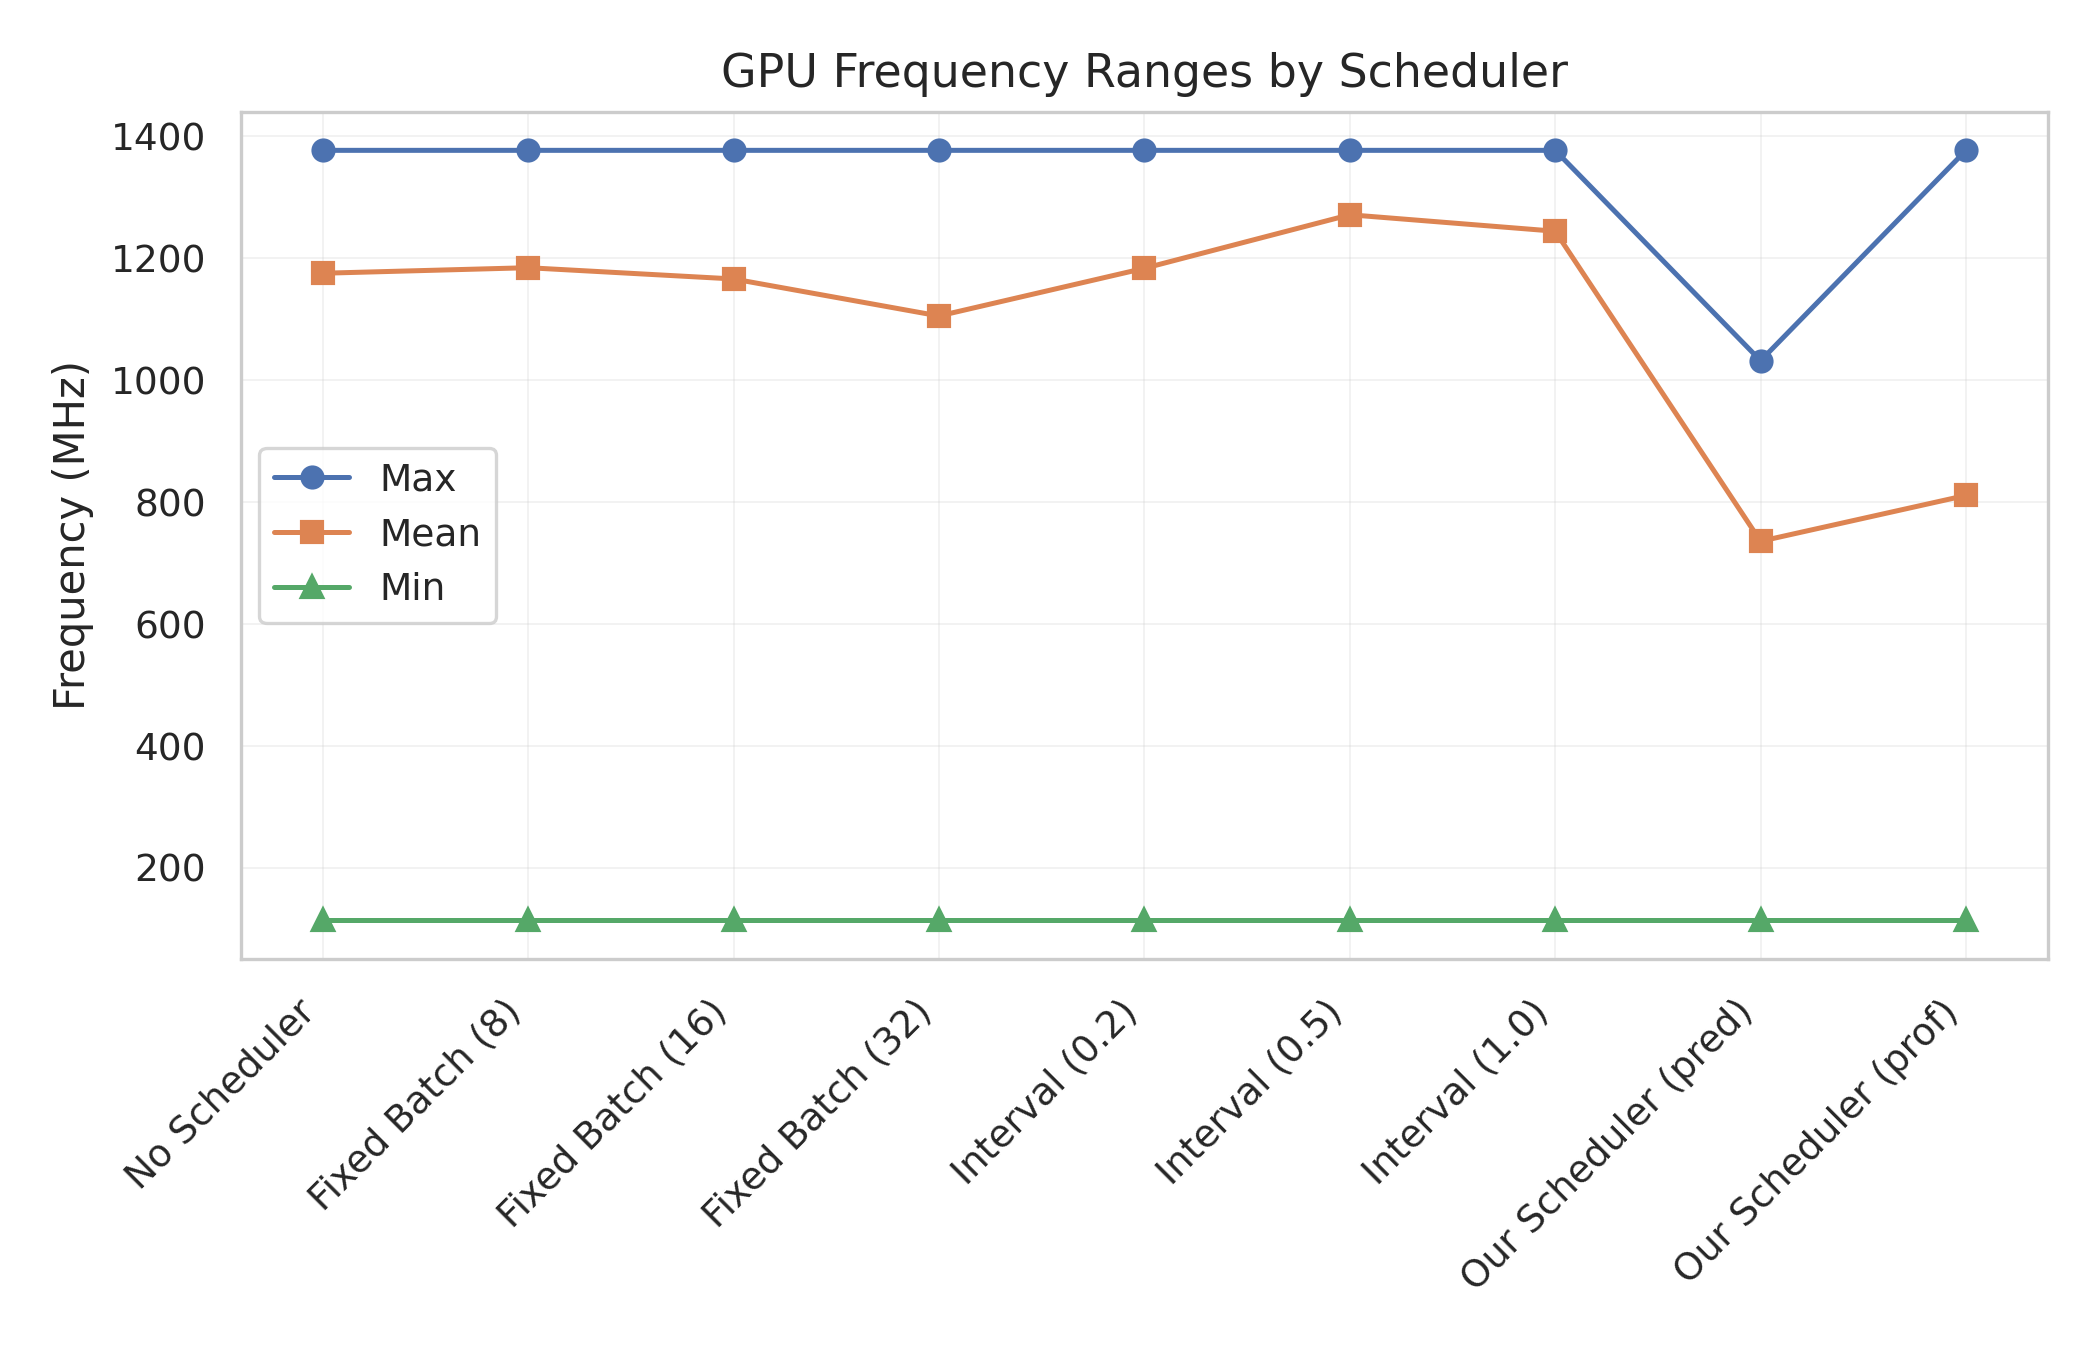 GPU Frequency Ranges by Scheduler
Frequency (MHz)
1400
1200
1000
800
600
400
200
Max
Mean
Min
No Scheduler
Fixed Batch (8)
Fixed Batch (16)
Fixed Batch (32)
Interval (0.2)
Interval (0.5)
Interval (1.0)
Our Scheduler (pred)
Our Scheduler (prof)